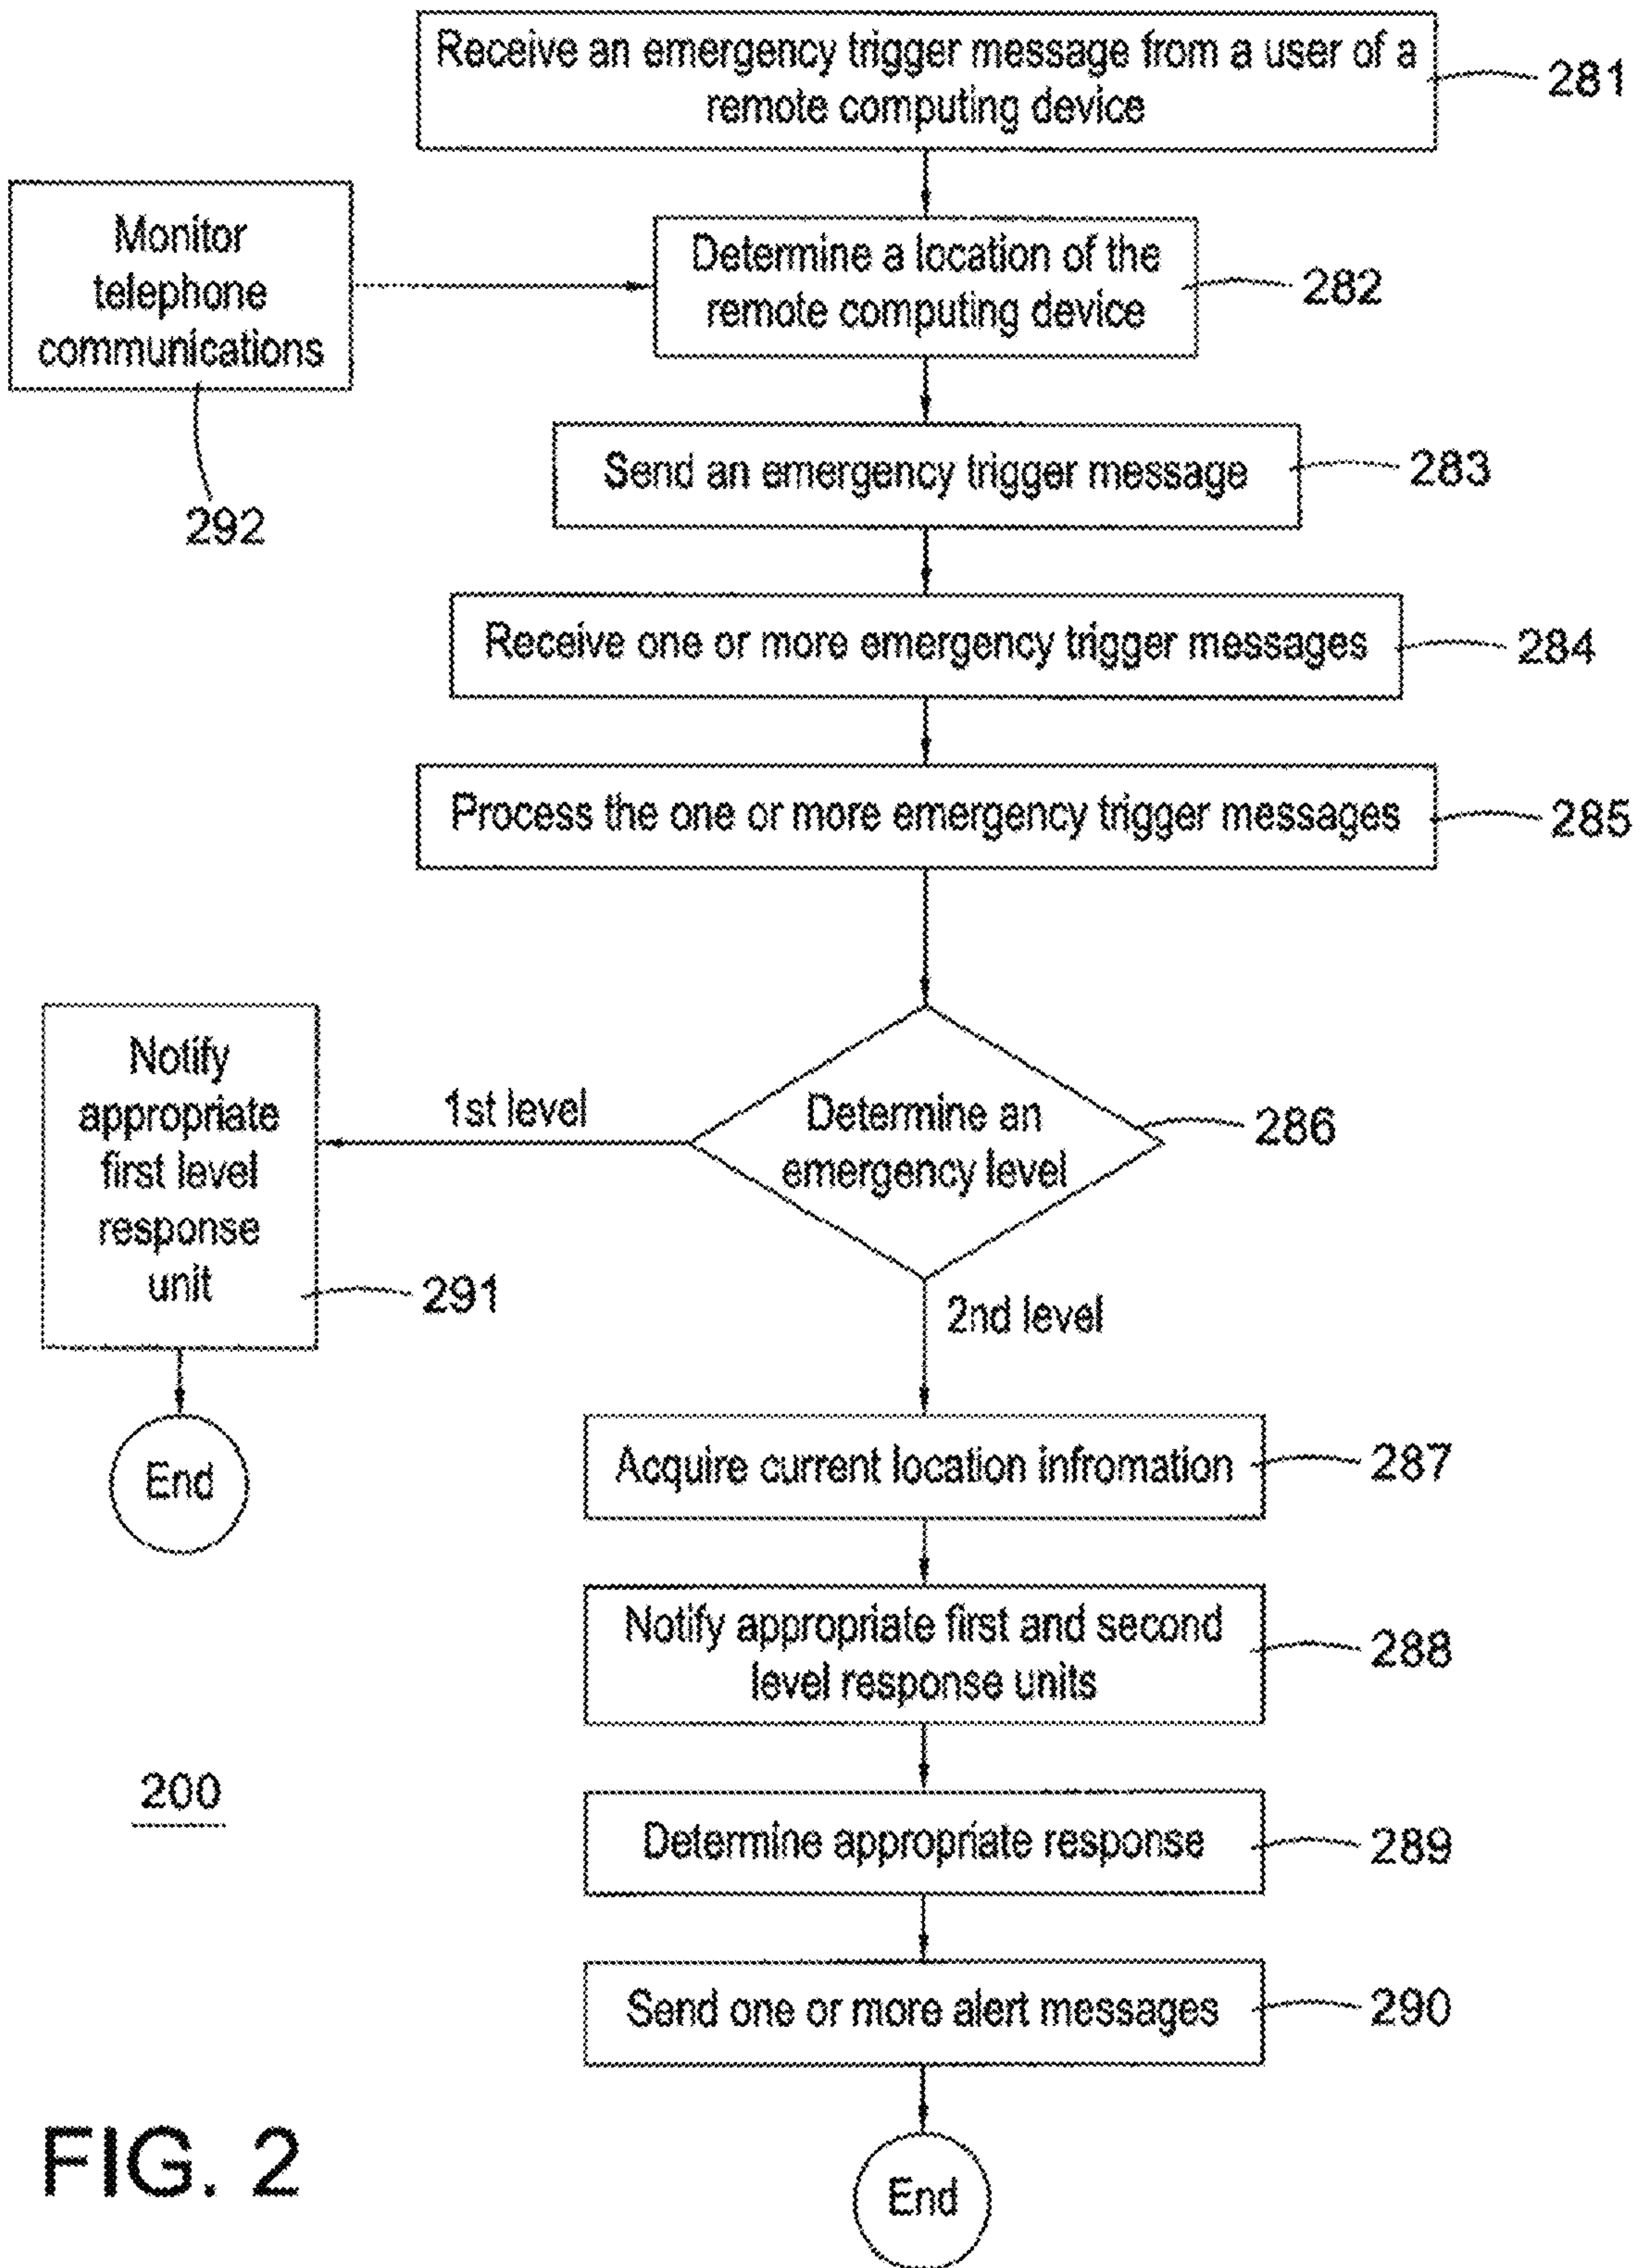 Receive an emergency trigger message from a user of a
remote computing device
281
Monitor
telephone
communications
292
Determine a location of the
remote computing device
282
Send an emergency trigger message
283
Receive one or more emergency trigger messages
284
Process the one or more emergency trigger messages
285
Determine an
emergency level
286
1st level
Notify
appropriate
first level
response
unit
291
End
2nd level
Acquire current location infromation
287
Notify appropriate first and second
level response units
288
Determine appropriate response
289
Send one or more alert messages
290
End
200
FIG. 2